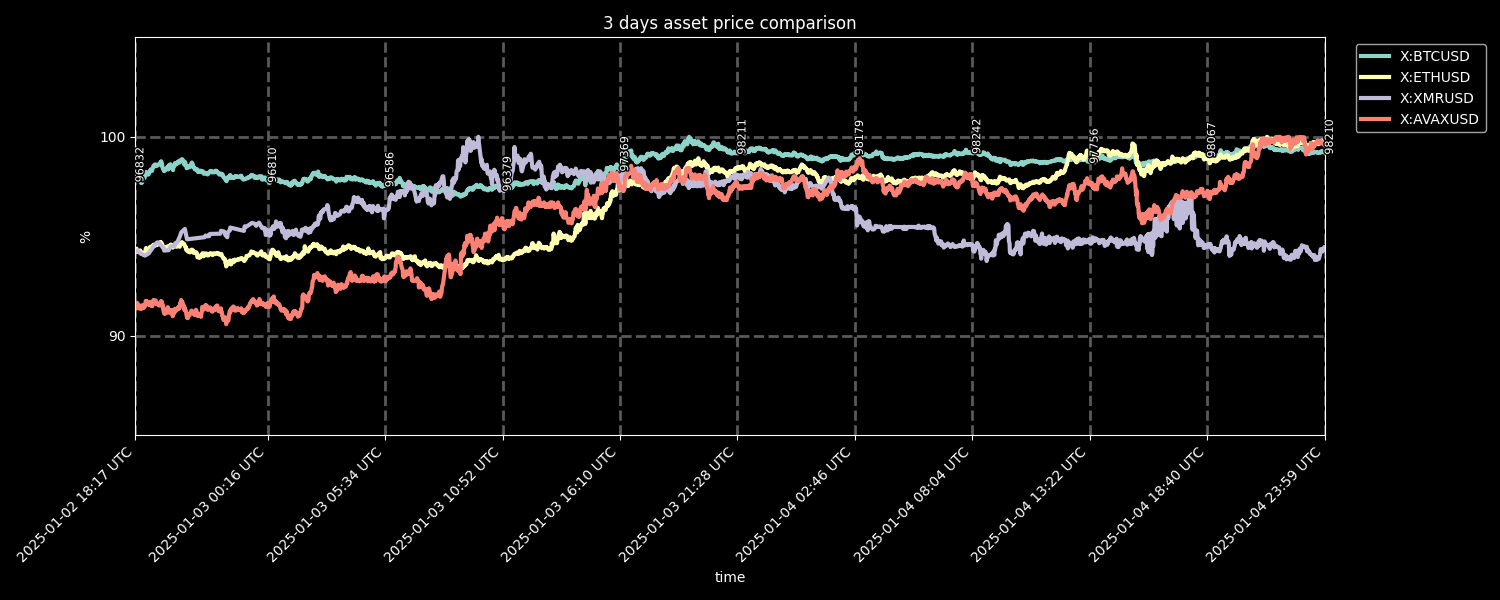 3 days asset price comparison
X:BTCUSD
X:ETHUSD
X:XMRUSD
X:AVAXUSD
100
90
%
96832
96810
96586
96379
97369
98211
98179
98242
98067
98210
2025-01-02 18:17 UTC
2025-01-03 00:16 UTC
2025-01-03 05:34 UTC
2025-01-03 10:52 UTC
2025-01-03 16:10 UTC
2025-01-03 21:28 UTC
2025-01-04 02:46 UTC
2025-01-04 08:04 UTC
2025-01-04 13:22 UTC
2025-01-04 18:40 UTC
2025-01-04 23:59 UTC
time